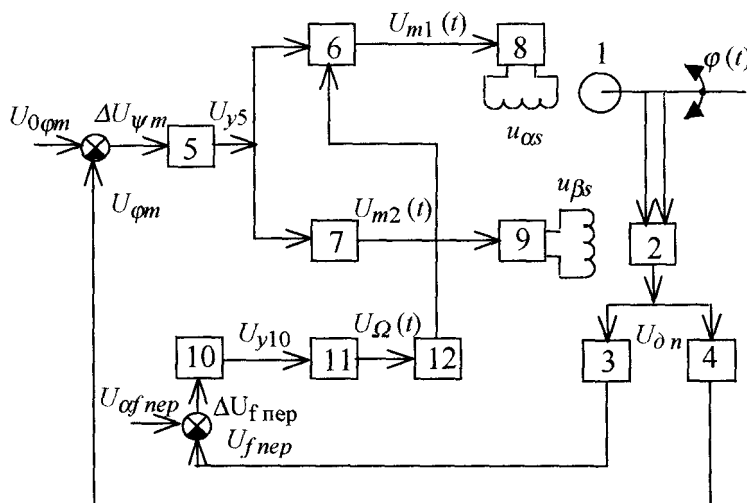 U_{m1}(t)
6
8
1
φ(t)
u_{αs}
U_{0φm}
ΔU_{ψm}
U_{y5}
5
U_{φm}
u_{βs}
U_{m2}(t)
7
9
2
U_{y10}
U_Ω(t)
U_{∂n}
10
11
12
3
4
U_{αf пер}
ΔU_{f пер}
U_{f пер}